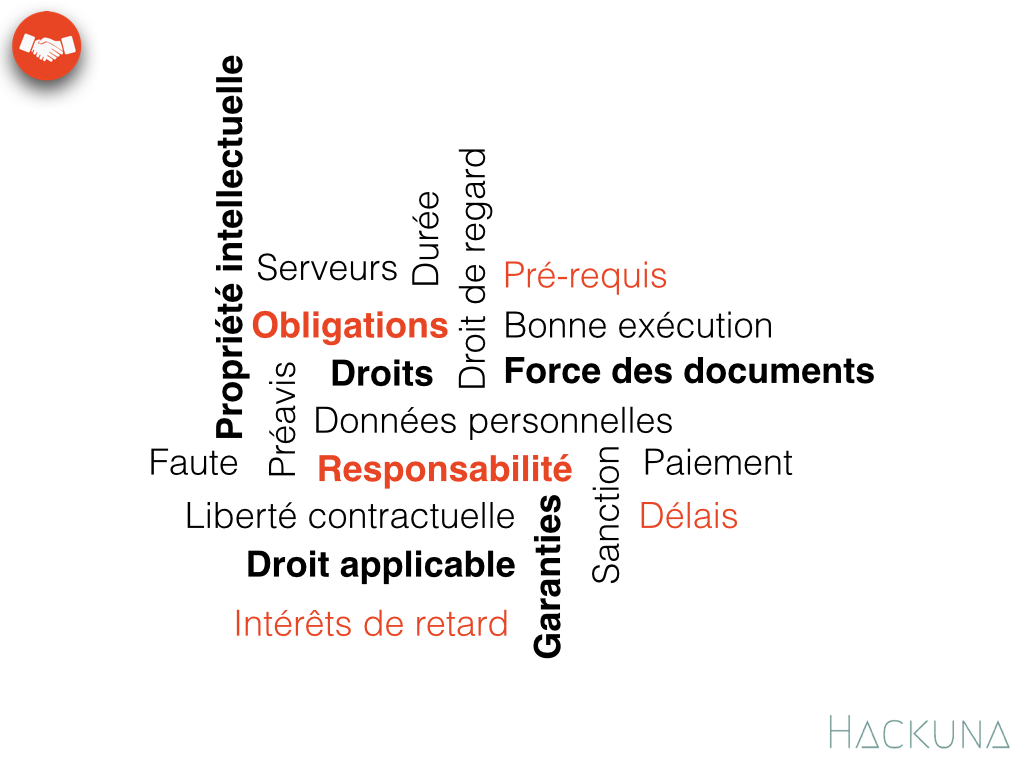 Propriété intellectuelle
Durée
Droit de regard
Serveurs
Pré-requis
Obligations
Bonne exécution
Préavis
Droits
Force des documents
Données personnelles
Faute
Responsabilité
Sanction
Paiement
Liberté contractuelle
Garanties
Délais
Droit applicable
Intérêts de retard
HACKUNA